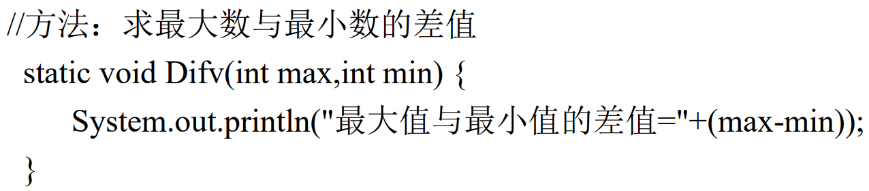 //方法：求最大数与最小数的差值
static void Difv(int max,int min) {
System.out.println("最大值与最小值的差值="+(max-min));
}